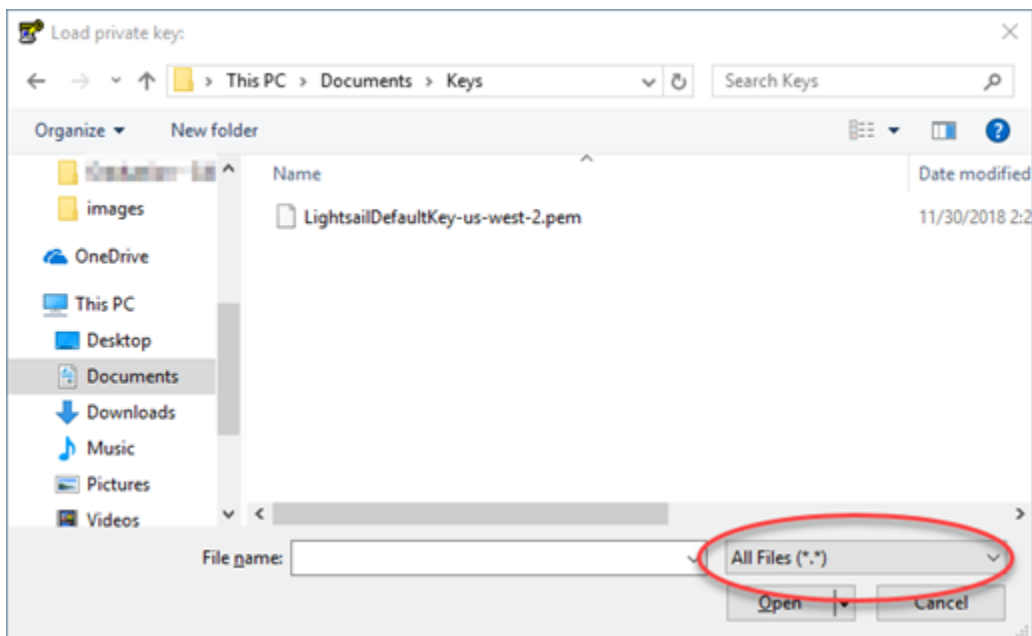 Load private key:
This PC > Documents > Keys
Search Keys
Organize
New folder
Name
Date modified
images
LightsailDefaultKey-us-west-2.pem
11/30/2018 2:2
OneDrive
This PC
Desktop
Documents
Downloads
Music
Pictures
Videos
File name:
All Files (*.*)
Open
Cancel